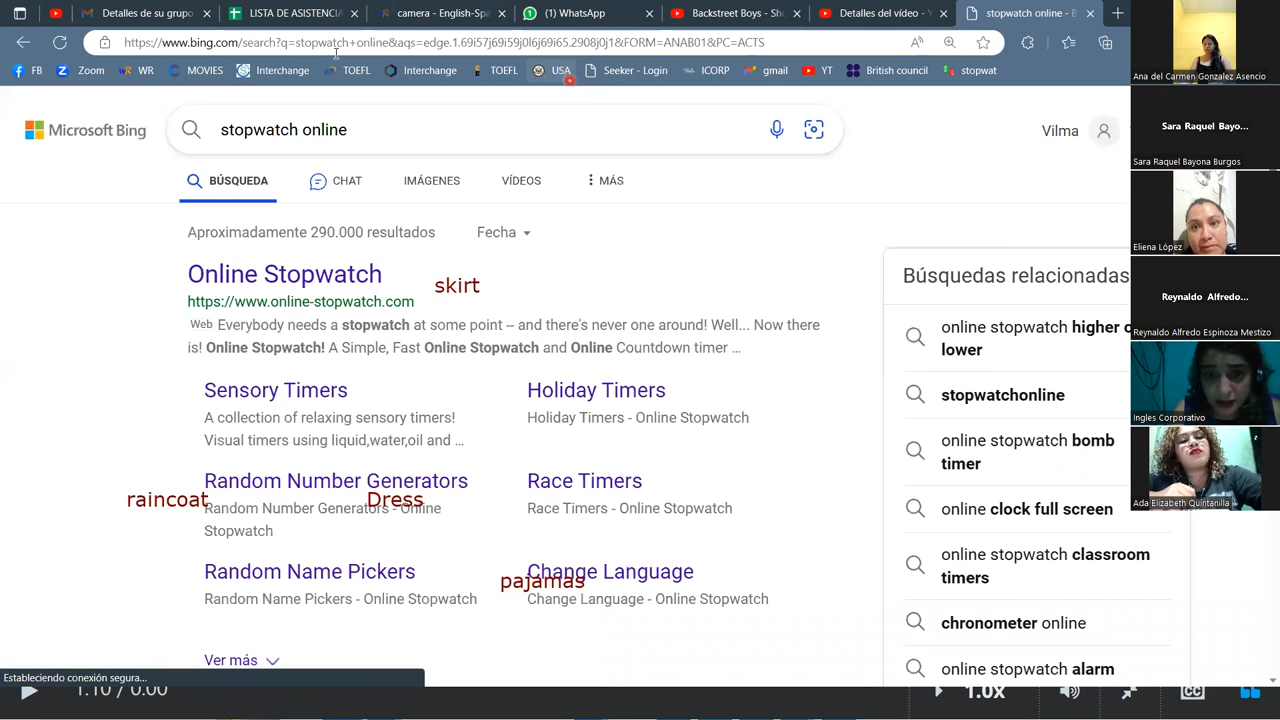 Detalles de su grupo
LISTA DE ASISTENCIA
camera - English-Spa
(1) WhatsApp
Backstreet Boys - Sho
Detalles del vídeo - Y
stopwatch online - B
https://www.bing.com/search?q=stopwatch+online&aqs=edge.1.69i57j69i59j0l6j69i65.2908j0j1&FORM=ANAB01&PC=ACTS
FB
Zoom
WR
MOVIES
Interchange
TOEFL
Interchange
TOEFL
USA
Seeker - Login
ICORP
gmail
YT
British council
stopwat
Microsoft Bing
stopwatch online
Vilma
BÚSQUEDA
CHAT
IMÁGENES
VÍDEOS
MÁS
Aproximadamente 290.000 resultados
Fecha
Online Stopwatch
skirt
https://www.online-stopwatch.com
Web Everybody needs a stopwatch at some point -- and there's never one around! Well... Now there
is! Online Stopwatch! A Simple, Fast Online Stopwatch and Online Countdown timer ...
Sensory Timers
A collection of relaxing sensory timers!
Visual timers using liquid,water,oil and ...
Holiday Timers
Holiday Timers - Online Stopwatch
Random Number Generators
raincoat
Dress
Random Number Generators - Online
Stopwatch
Race Timers
Race Timers - Online Stopwatch
Random Name Pickers
Random Name Pickers - Online Stopwatch
Change Language
pajamas
Change Language - Online Stopwatch
Ver más
Búsquedas relacionadas
online stopwatch higher o
lower
stopwatchonline
online stopwatch bomb
timer
online clock full screen
online stopwatch classroom
timers
chronometer online
online stopwatch alarm
Ana del Carmen Gonzalez Asencio
Sara Raquel Bayo...
Sara Raquel Bayona Burgos
Eliena López
Reynaldo Alfredo...
Reynaldo Alfredo Espinoza Mestizo
Ingles Corporativo
Ada Elizabeth Quintanilla
Estableciendo conexión segura...
1:10 / 0:00
1.0x
CC